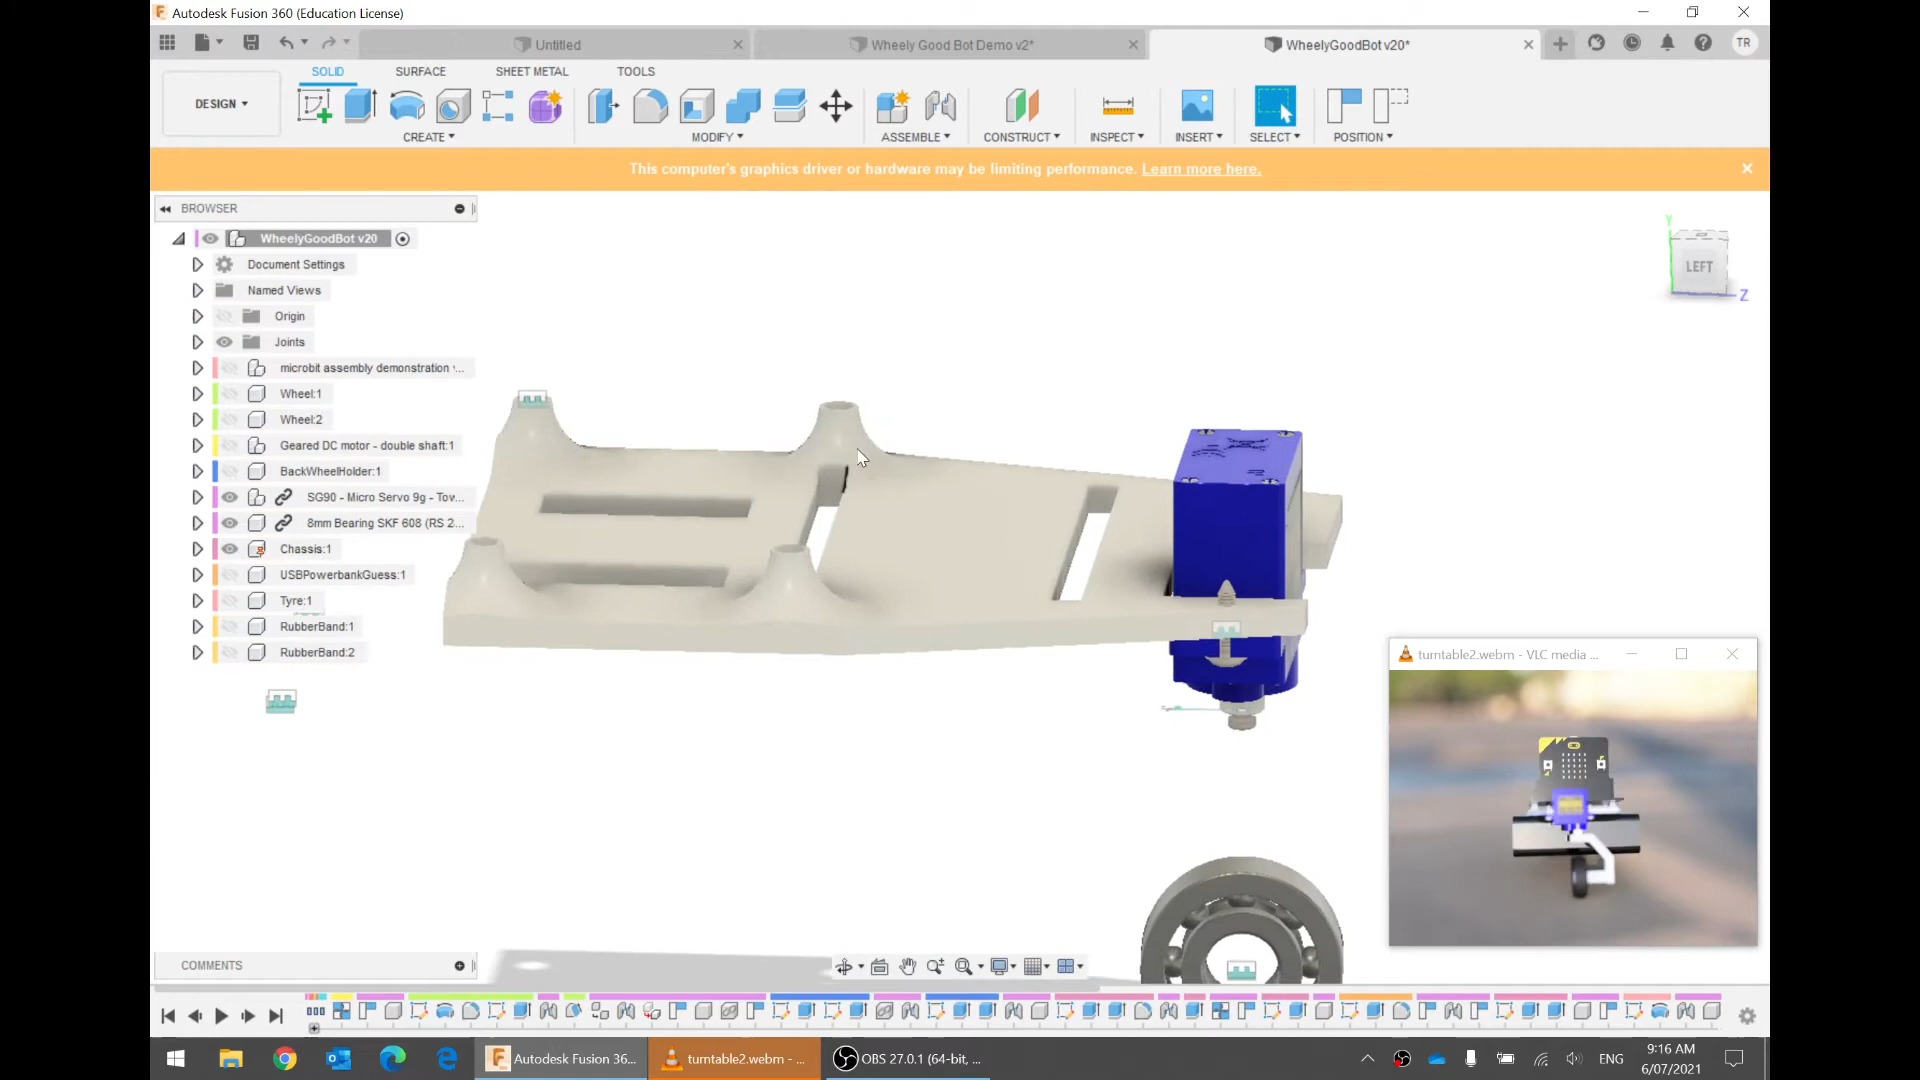 Autodesk Fusion 360 (Education License)
Untitled
Wheely Good Bot Demo v2*
WheelyGoodBot v20*
TR
DESIGN
SOLID
SURFACE
SHEET METAL
TOOLS
CREATE
MODIFY
ASSEMBLE
CONSTRUCT
INSPECT
INSERT
SELECT
POSITION
This computer's graphics driver or hardware may be limiting performance. Learn more here.
BROWSER
WheelyGoodBot v20
Document Settings
Named Views
Origin
Joints
microbit assembly demonstration v...
Wheel:1
Wheel:2
Geared DC motor - double shaft:1
BackWheelHolder:1
SG90 - Micro Servo 9g - Tow...
8mm Bearing SKF 608 (RS 2...
Chassis:1
USBPowerbankGuess:1
Tyre:1
RubberBand:1
RubberBand:2
Y
LEFT
Z
turntable2.webm - VLC media ...
COMMENTS
Autodesk Fusion 36...
turntable2.webm - ...
OBS 27.0.1 (64-bit, ...
ENG
9:16 AM
6/07/2021